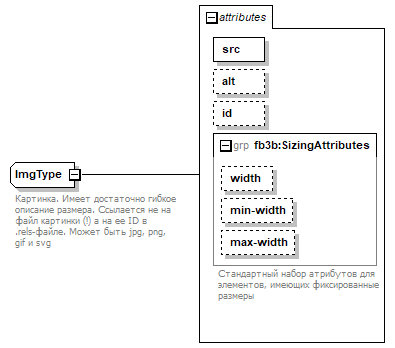 attributes
src
alt
id
grp fb3b:SizingAttributes
width
min-width
max-width
Стандартный набор атрибутов для
элементов, имеющих фиксированные
размеры
ImgType
Картинка. Имеет достаточно гибкое
описание размера. Ссылается не на
файл картинки (!) а на ее ID в
.rels-файле. Может быть jpg, png,
gif и svg